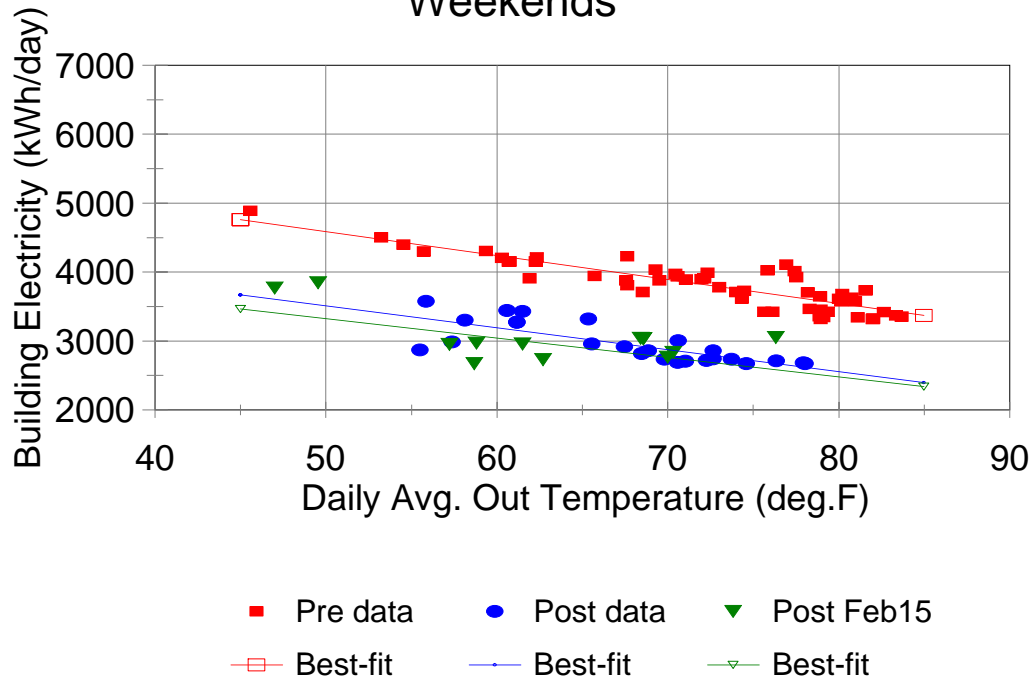 Weekends
Building Electricity (kWh/day)
7000
6000
5000
4000
3000
2000
40 50 60 70 80 90
Daily Avg. Out Temperature (deg.F)
Pre data Post data Post Feb15
Best-fit Best-fit Best-fit